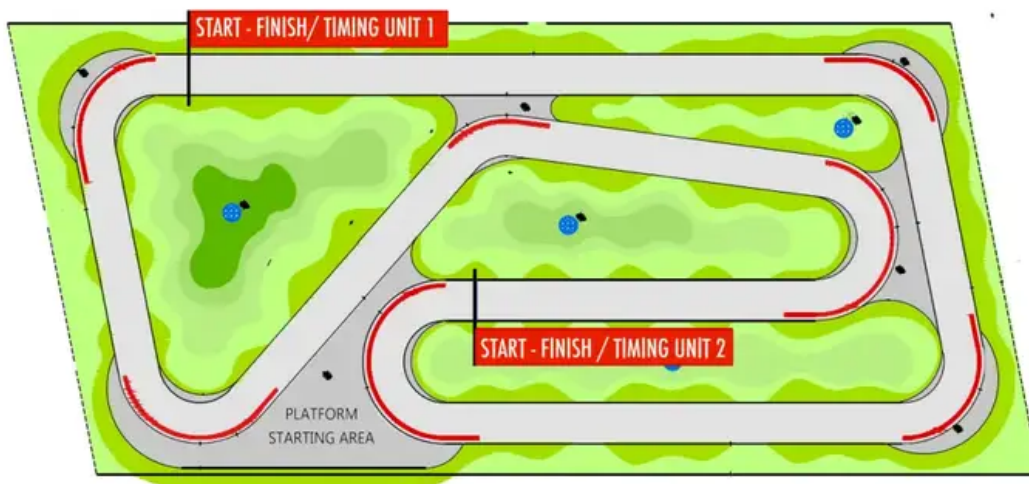 START - FINISH/ TIMING UNIT 1
START - FINISH / TIMING UNIT 2
PLATFORM
STARTING AREA